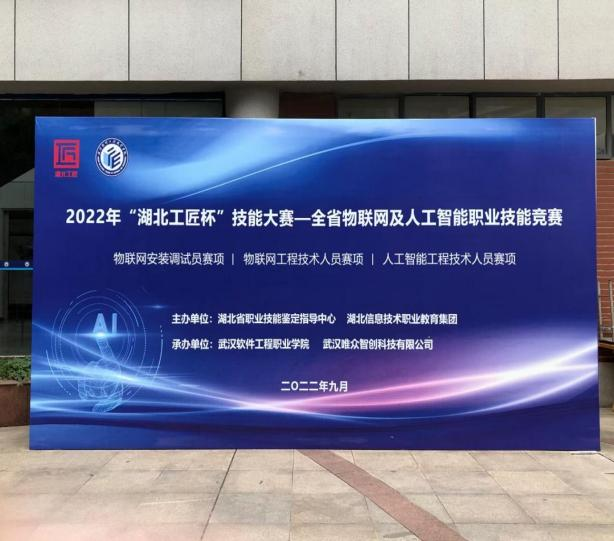 湖北工匠
2022年“湖北工匠杯”技能大赛—全省物联网及人工智能职业技能竞赛
物联网安装调试员赛项 | 物联网工程技术人员赛项 | 人工智能工程技术人员赛项
AI
主办单位：湖北省职业技能鉴定指导中心 湖北信息技术职业教育集团
承办单位：武汉软件工程职业学院 武汉唯众智创科技有限公司
二〇二二年九月